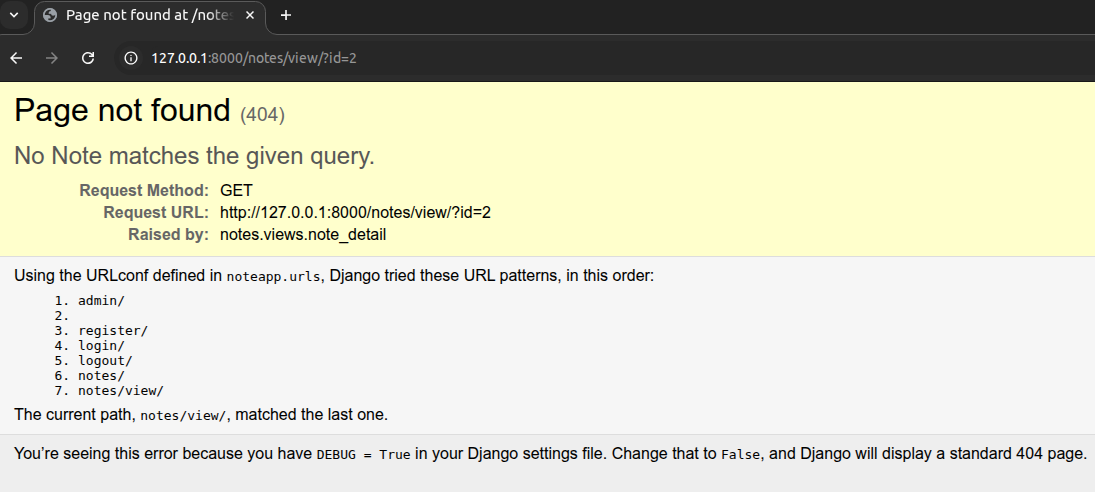 Page not found at /notes
127.0.0.1:8000/notes/view/?id=2
Page not found (404)
No Note matches the given query.
Request Method: GET
Request URL: http://127.0.0.1:8000/notes/view/?id=2
Raised by: notes.views.note_detail
Using the URLconf defined in noteapp.urls, Django tried these URL patterns, in this order:
1. admin/
2.
3. register/
4. login/
5. logout/
6. notes/
7. notes/view/
The current path, notes/view/, matched the last one.
You’re seeing this error because you have DEBUG = True in your Django settings file. Change that to False, and Django will display a standard 404 page.